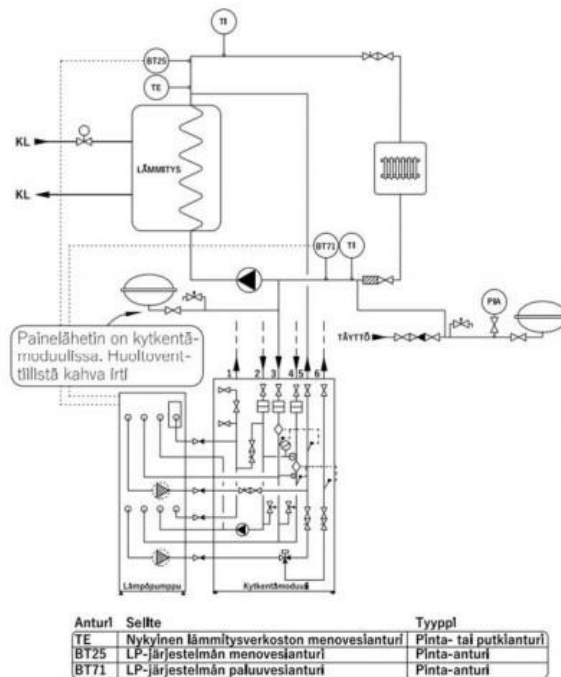 TI
BT25
TE
KL
LÄMMITYS
KL
BT71 TI
Painelähetin on kytkentä-
moduulissa. Huoltovent-
tiilistä kahva irti
TÄYTTÖ
PIA
1 2 3 4 5 6
Lämpöpumppu
Kytkentämoduuli
Anturi Selite Tyyppi
TE Nykyinen lämmitysverkoston menovesianturi Pinta- tai putkianturi
BT25 LP-järjestelmän menovesianturi Pinta-anturi
BT71 LP-järjestelmän paluuvesianturi Pinta-anturi